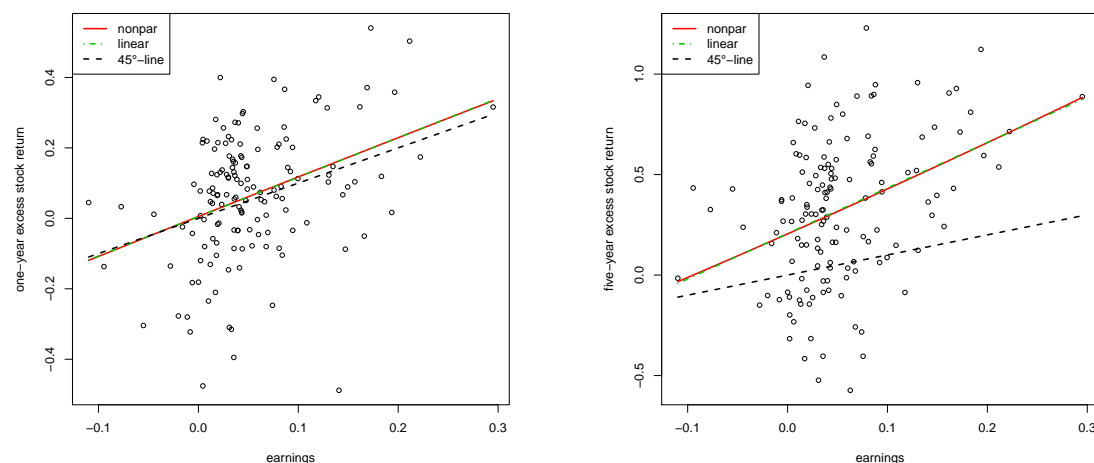 nonpar
linear
45°−line
one−year excess stock return
−0.4
−0.2
0.0
0.2
0.4
−0.1
0.0
0.1
0.2
0.3
earnings
nonpar
linear
45°−line
five−year excess stock return
−0.5
0.0
0.5
1.0
−0.1
0.0
0.1
0.2
0.3
earnings